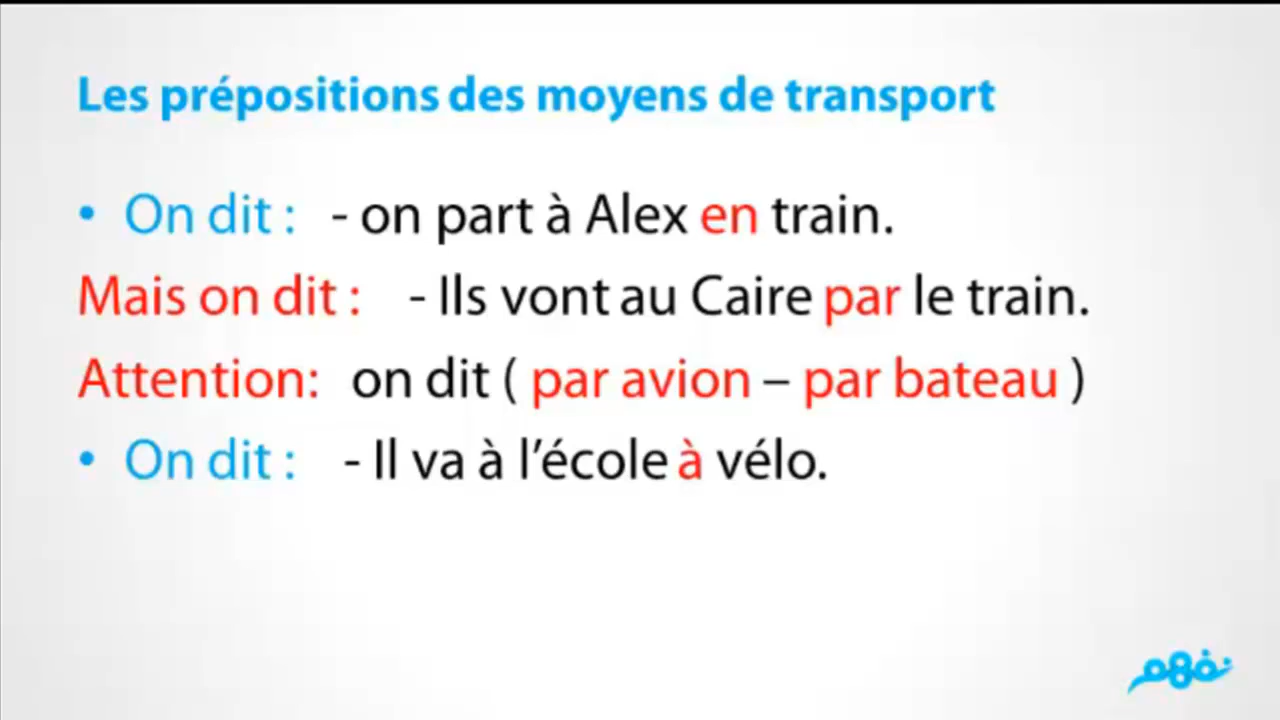 Les prépositions des moyens de transport
• On dit : - on part à Alex en train.
Mais on dit : - Ils vont au Caire par le train.
Attention: on dit ( par avion – par bateau )
• On dit : - Il va à l’école à vélo.
نفهم